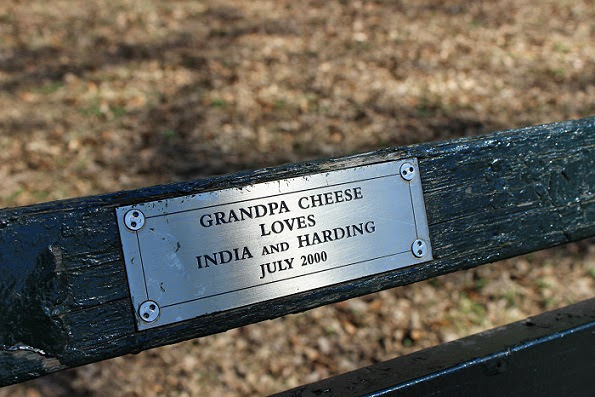 GRANDPA CHEESE
LOVES
INDIA AND HARDING
JULY 2000